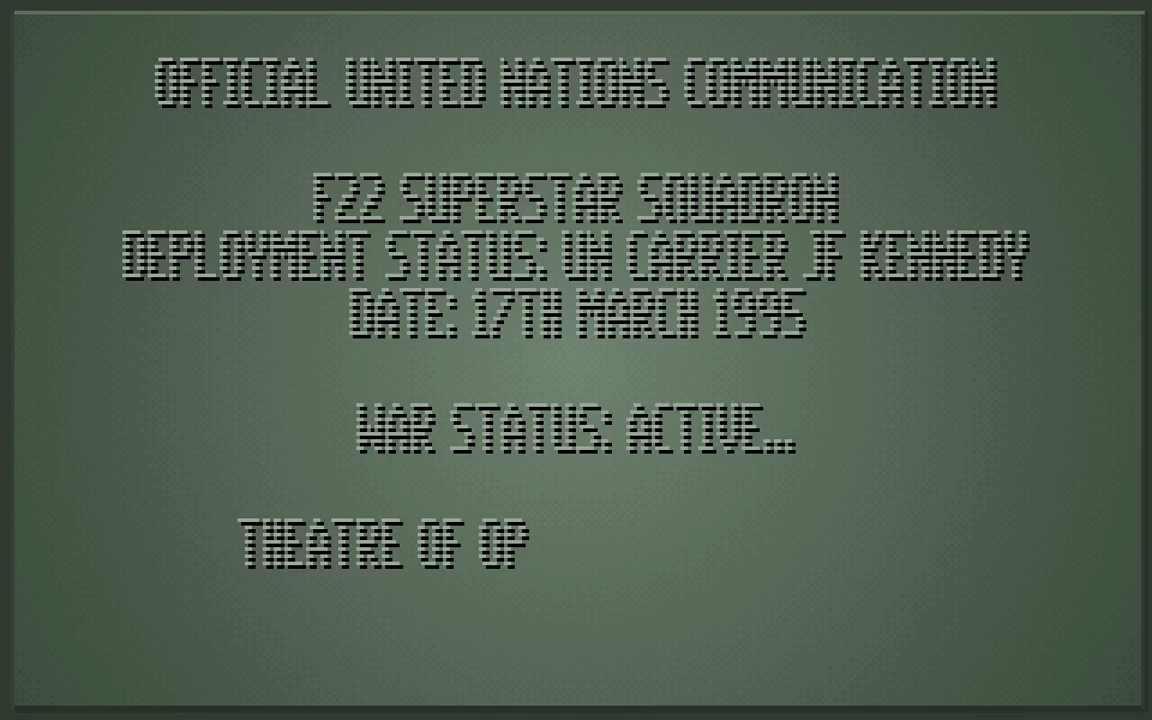 OFFICIAL UNITED NATIONS COMMUNICATION
F22 SUPERSTAR SQUADRON
DEPLOYMENT STATUS: UN CARRIER JF KENNEDY
DATE: 17TH MARCH 1995
WAR STATUS: ACTIVE...
THEATRE OF OP